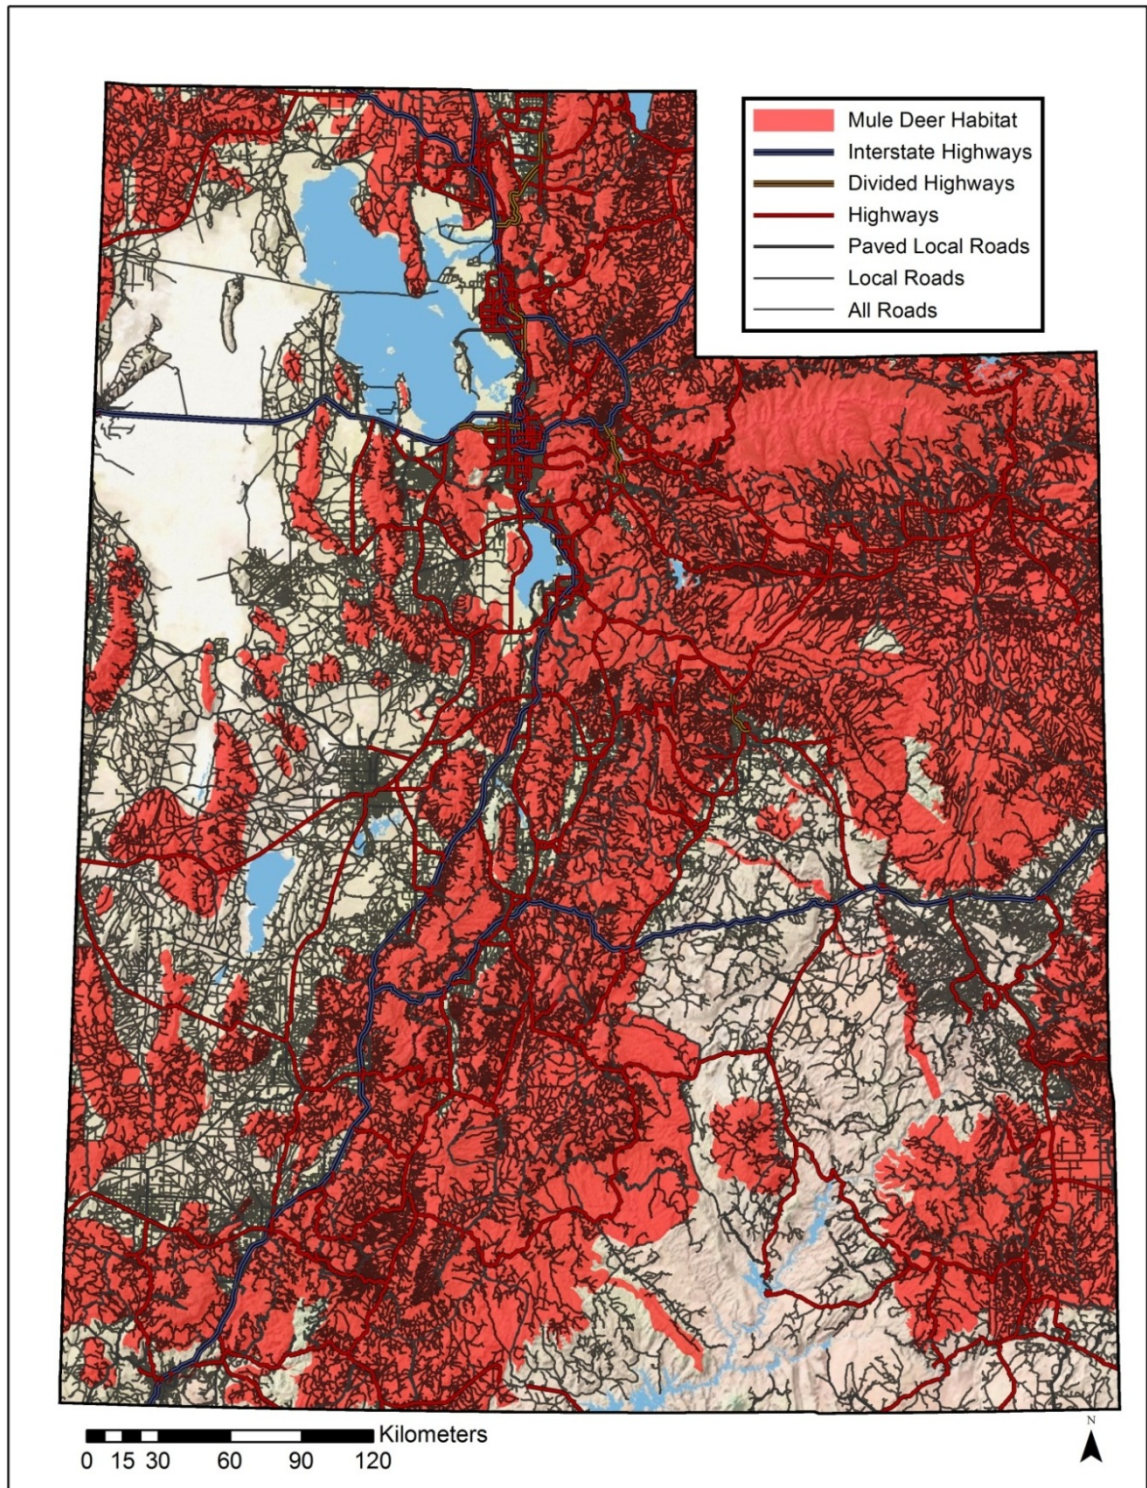 Mule Deer Habitat
Interstate Highways
Divided Highways
Highways
Paved Local Roads
Local Roads
All Roads
Kilometers
0 15 30 60 90 120
N